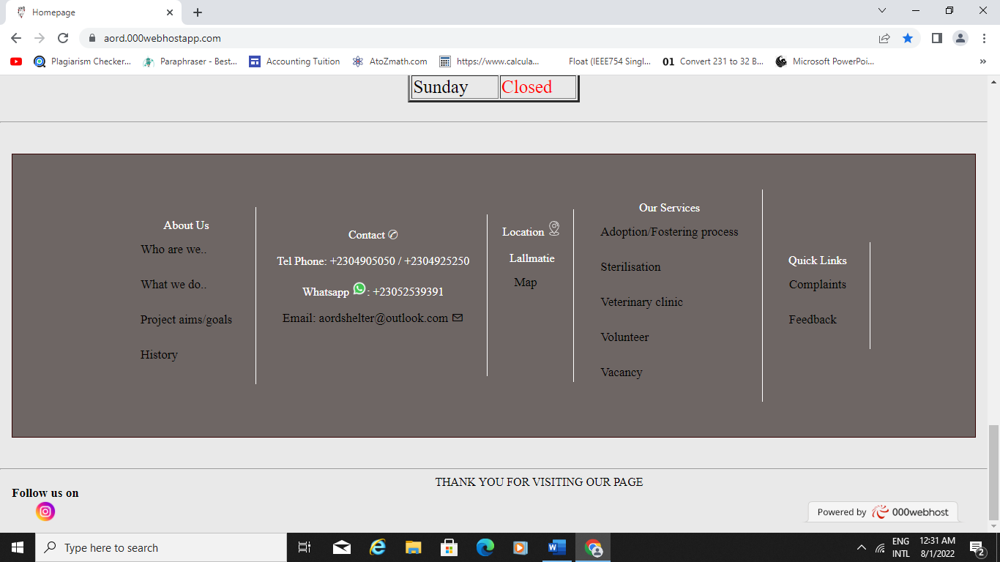 Homepage
aord.000webhostapp.com
Plagiarism Checker... Paraphraser - Best... Accounting Tuition AtoZmath.com https://www.calcula... Float (IEEE754 Singl... 01 Convert 231 to 32 B... Microsoft PowerPoi... »
Sunday Closed
About Us
Who are we..
What we do..
Project aims/goals
History
Contact
Tel Phone: +2304905050 / +2304925250
Whatsapp : +23052539391
Email: aordshelter@outlook.com
Location
Lallmatie
Map
Our Services
Adoption/Fostering process
Sterilisation
Veterinary clinic
Volunteer
Vacancy
Quick Links
Complaints
Feedback
THANK YOU FOR VISITING OUR PAGE
Follow us on
Powered by 000webhost
Type here to search
ENG
INTL
12:31 AM
8/1/2022
2